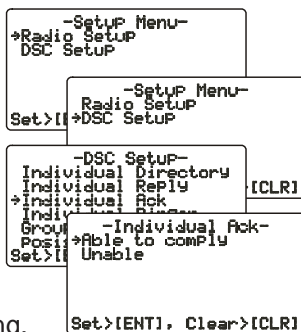 -Setup Menu-
→Radio Setup
DSC Setup
-Setup Menu-
Radio Setup
Set>[
→DSC Setup
-DSC Setup-
Individual Directory
Individual Reply
[CLR]
→Individual Ack
-Individual Ack-
→Able to comply
Set>[
Unable
Set>[ENT], Clear>[CLR]